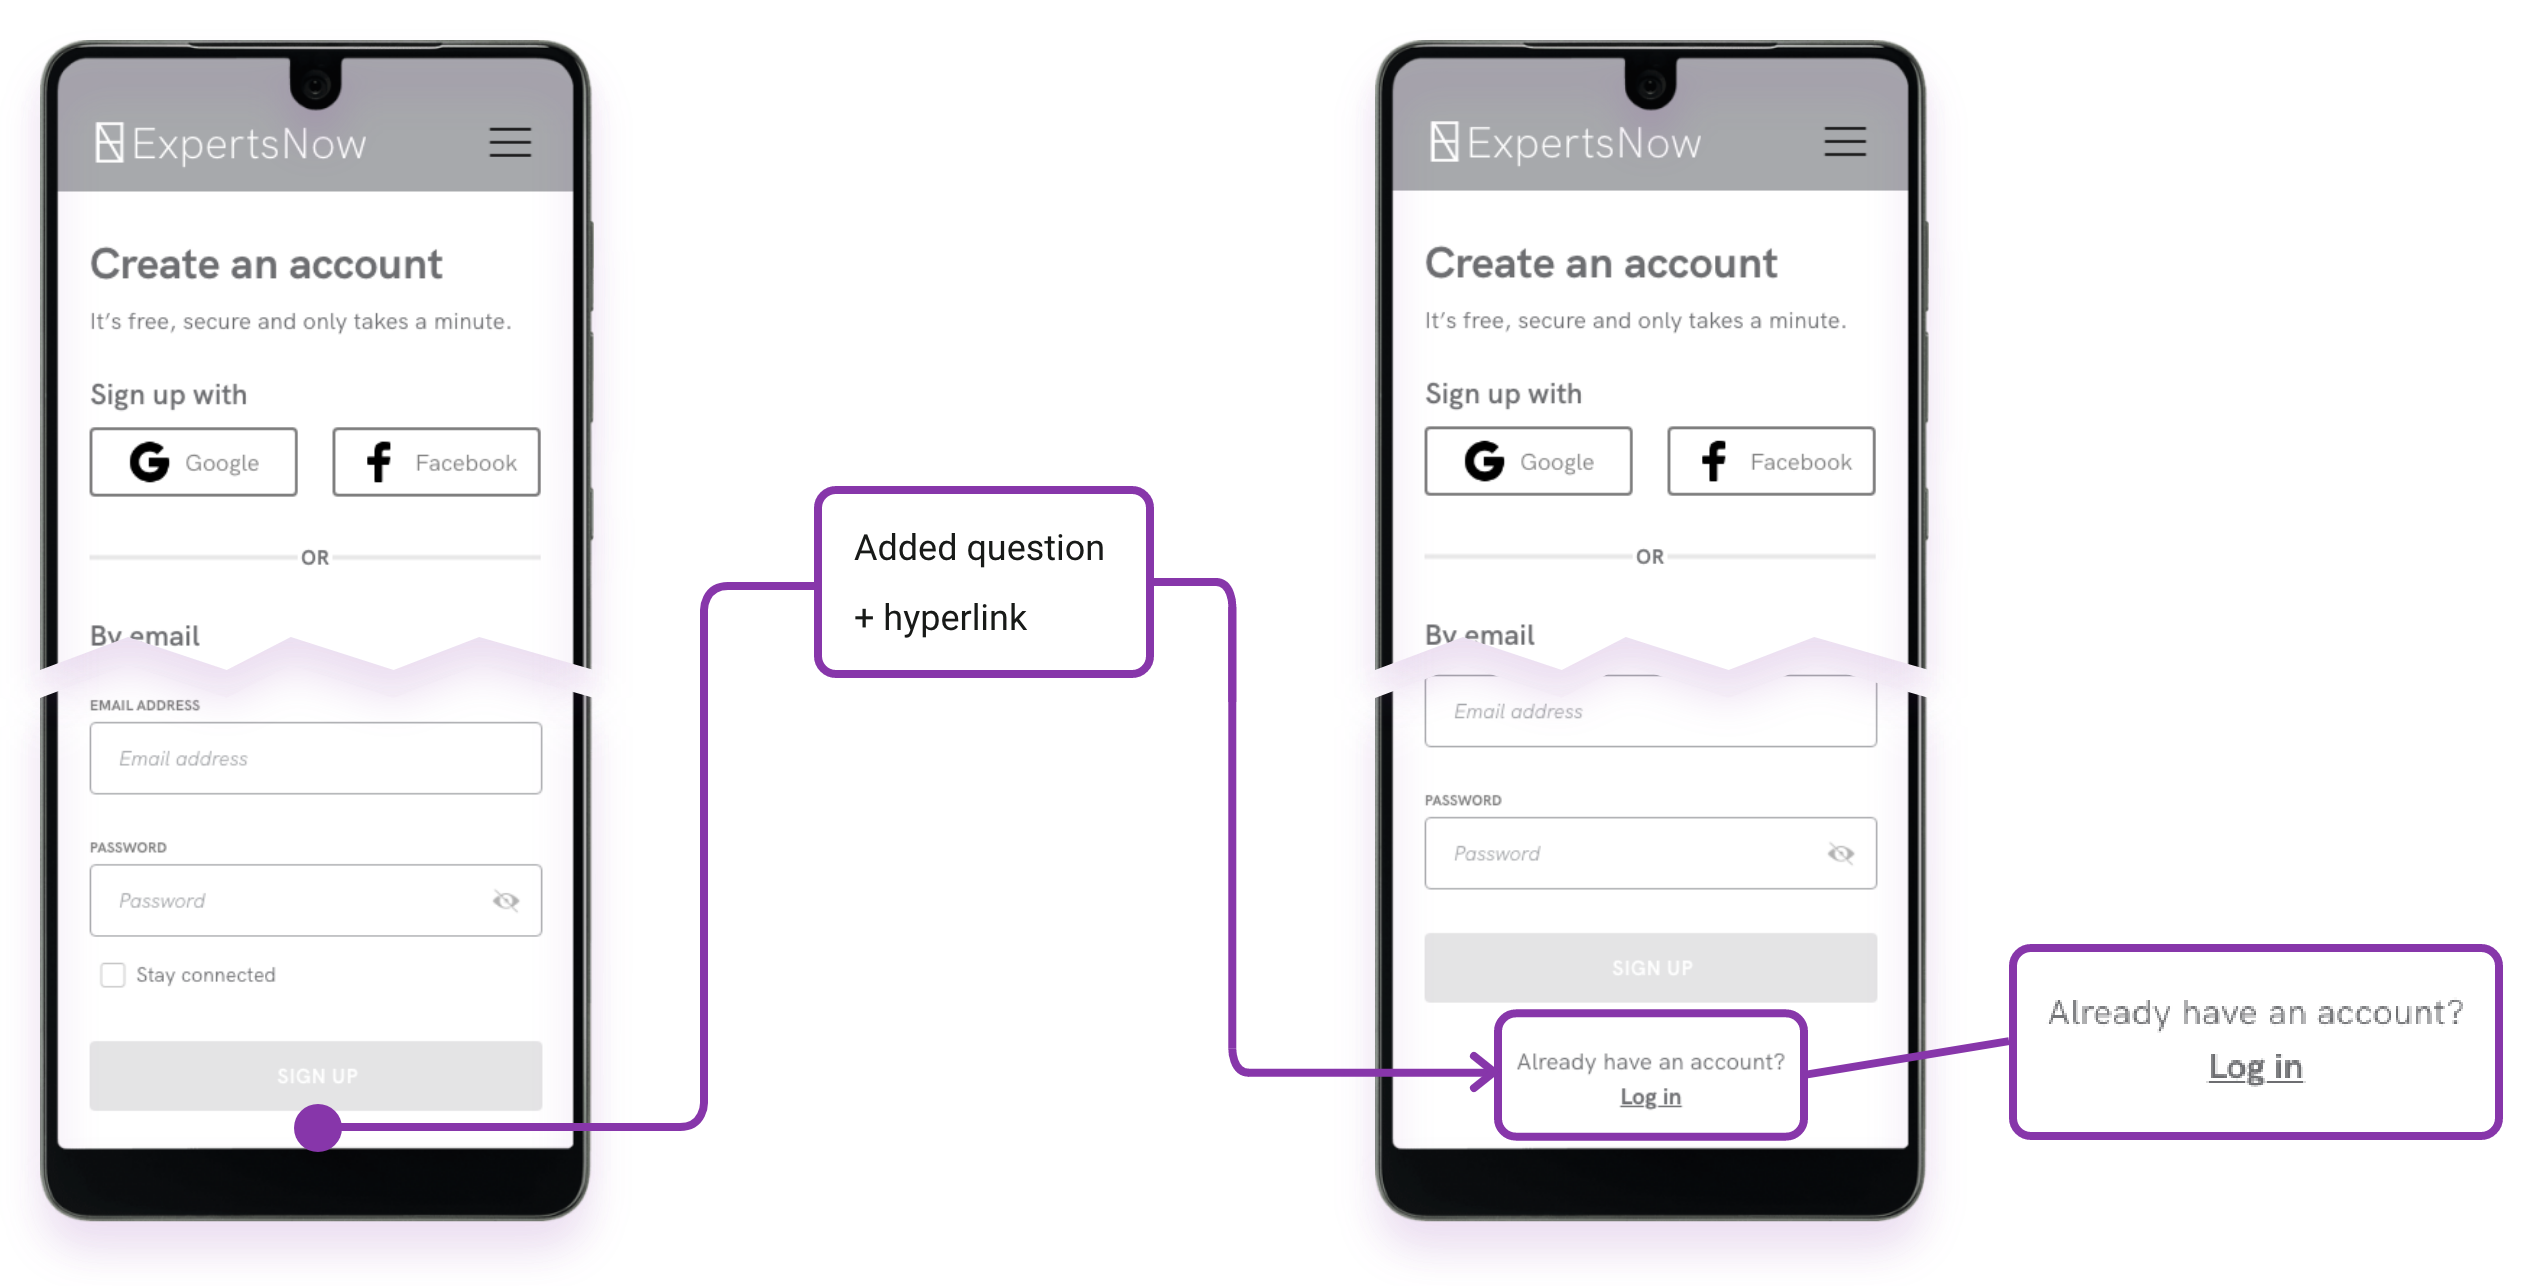 ExpertsNow
Create an account
It's free, secure and only takes a minute.
Sign up with
Google
Facebook
OR
By email
EMAIL ADDRESS
Email address
PASSWORD
Password
Stay connected
SIGN UP
Added question
+ hyperlink
ExpertsNow
Create an account
It's free, secure and only takes a minute.
Sign up with
Google
Facebook
OR
By email
Email address
PASSWORD
Password
SIGN UP
Already have an account?
Log in
Already have an account?
Log in